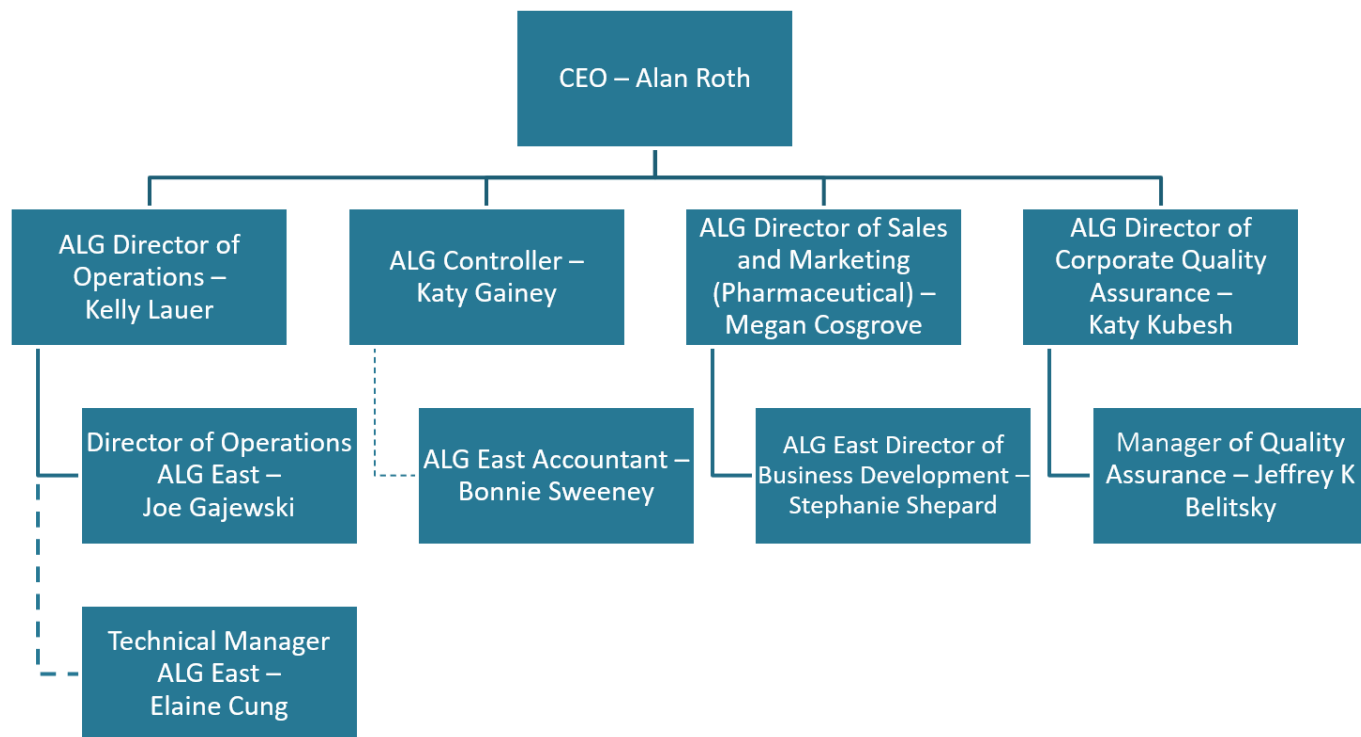 CEO – Alan Roth
ALG Director of
Operations –
Kelly Lauer
ALG Controller –
Katy Gainey
ALG Director of Sales
and Marketing
(Pharmaceutical) –
Megan Cosgrove
ALG Director of
Corporate Quality
Assurance –
Katy Kubesh
Director of Operations
ALG East –
Joe Gajewski
ALG East Accountant –
Bonnie Sweeney
ALG East Director of
Business Development –
Stephanie Shepard
Manager of Quality
Assurance – Jeffrey K
Belitsky
Technical Manager
ALG East –
Elaine Cung